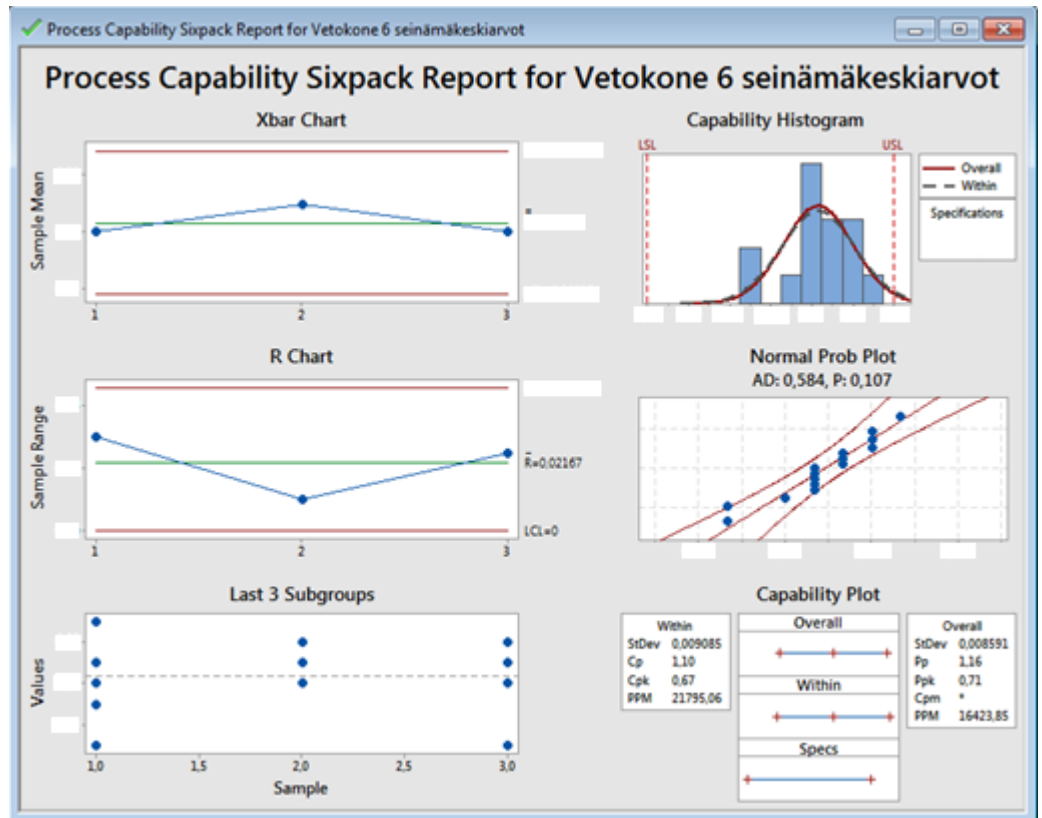 Process Capability Sixpack Report for Vetokone 6 seinämäkeskiarvot
Process Capability Sixpack Report for Vetokone 6 seinämäkeskiarvot
Xbar Chart
Sample Mean
1 2 3
R Chart
Sample Range
R̄=0,02167
LCL=0
1 2 3
Last 3 Subgroups
Values
1,0 1,5 2,0 2,5 3,0
Sample
Capability Histogram
LSL USL
Overall
Within
Specifications
Normal Prob Plot
AD: 0,584, P: 0,107
Capability Plot
Within
StDev 0,009085
Cp 1,10
Cpk 0,67
PPM 21795,06
Overall
Within
Specs
Overall
StDev 0,008591
Pp 1,16
Ppk 0,71
Cpm *
PPM 16423,85